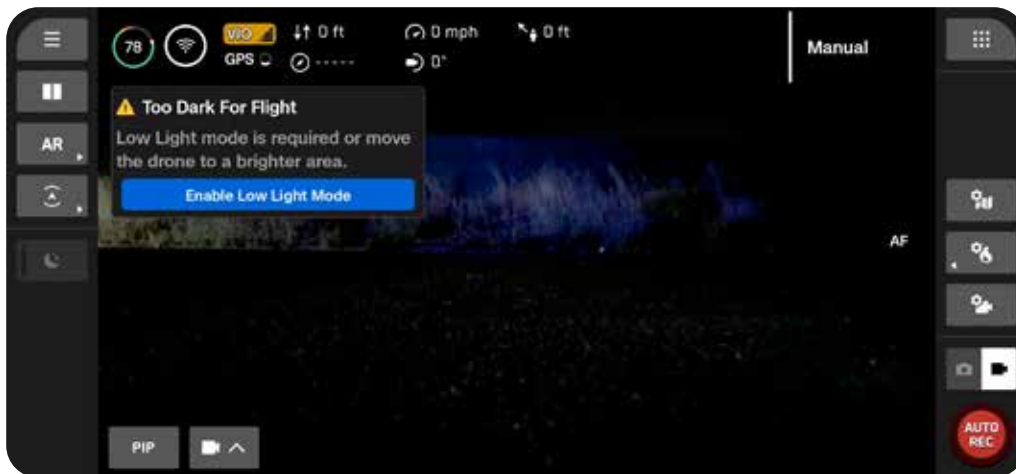 78
VIO
GPS
0 ft
-----
0 mph
0°
0 ft
Manual
Too Dark For Flight
Low Light mode is required or move
the drone to a brighter area.
Enable Low Light Mode
AR
AF
PIP
AUTO
REC